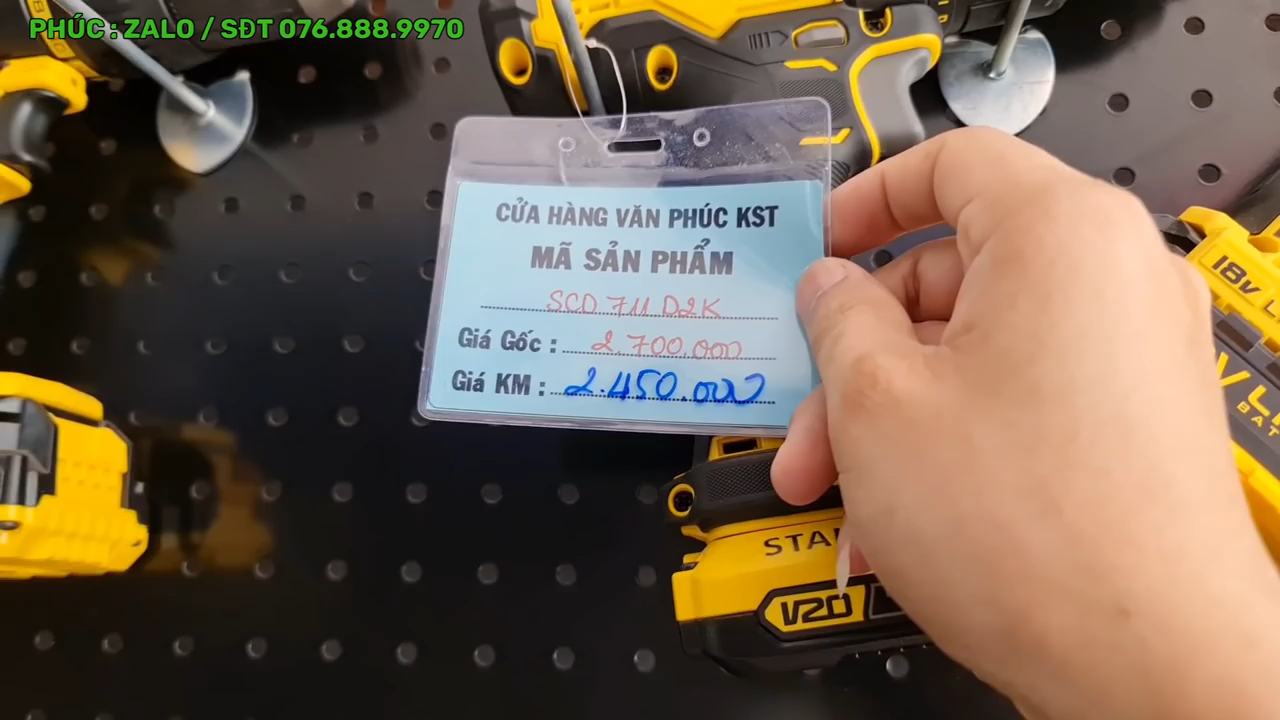 PHÚC : ZALO / SĐT 076.888.9970
CỬA HÀNG VĂN PHÚC KST
MÃ SẢN PHẨM
SCD 711 D2K
Giá Gốc : 2.700.000
Giá KM : 2.450.000
18V L
STAN
V20